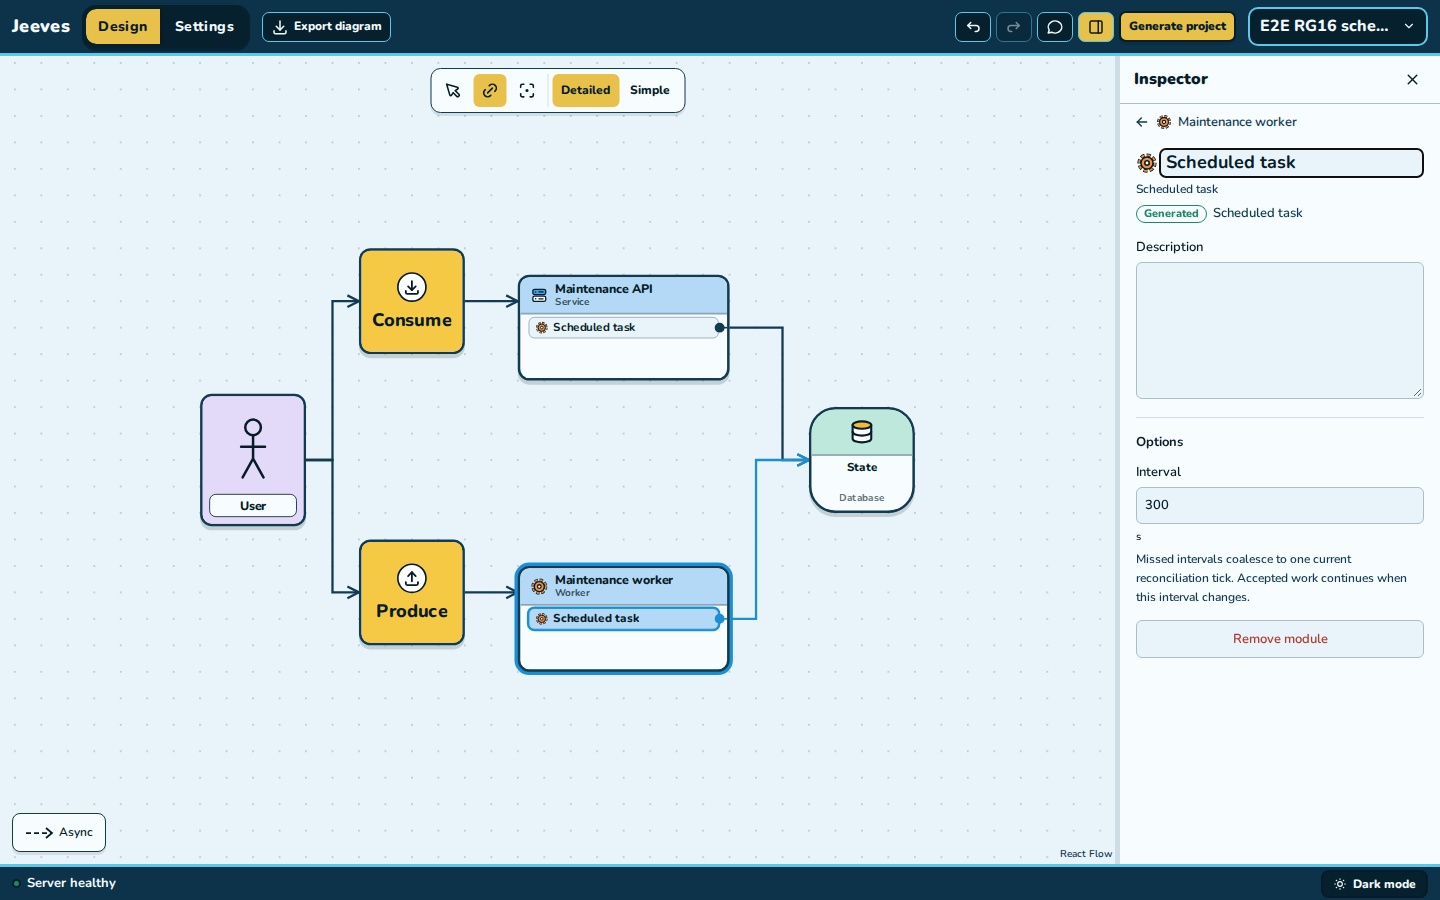 Jeeves
Design
Settings
Export diagram
Generate project
E2E RG16 sche...
Detailed
Simple
Inspector
Maintenance worker
Scheduled task
Scheduled task
Generated
Scheduled task
Description
Options
Interval
300
s
Missed intervals coalesce to one current
reconciliation tick. Accepted work continues when
this interval changes.
Remove module
Consume
Maintenance API
Service
Scheduled task
User
State
Database
Produce
Maintenance worker
Worker
Scheduled task
Async
React Flow
Server healthy
Dark mode